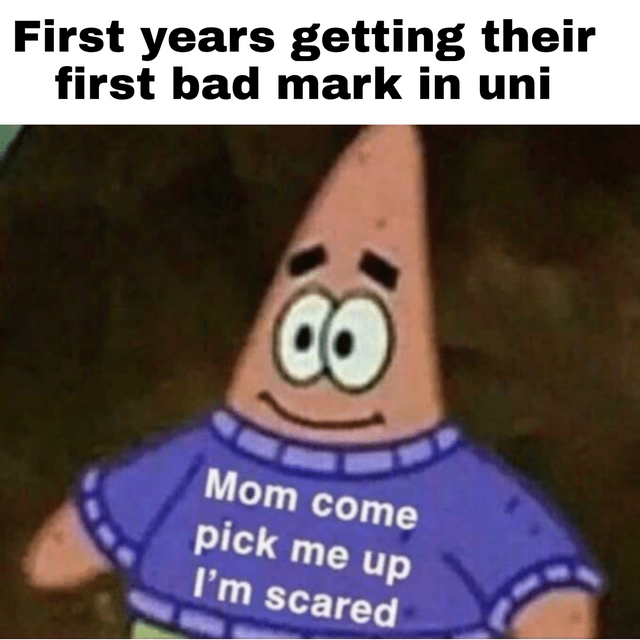 First years getting their
first bad mark in uni
Mom come
pick me up
I'm scared